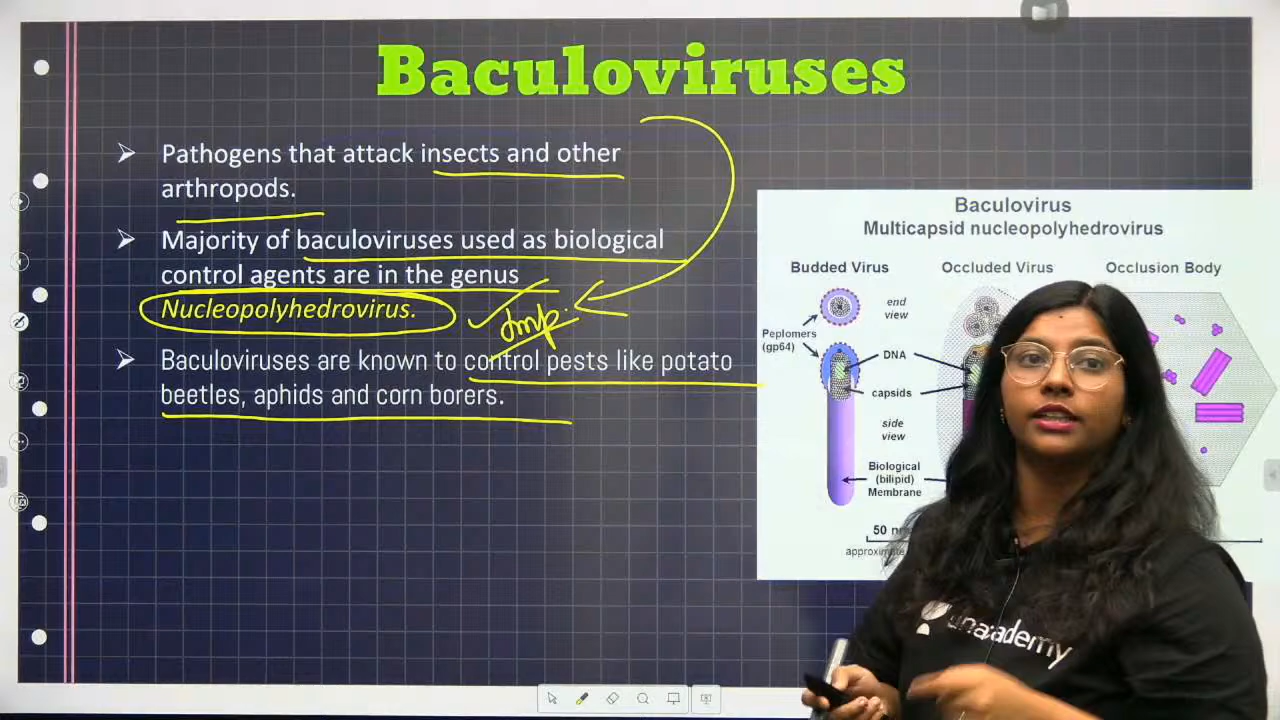 Baculoviruses
Pathogens that attack insects and other
arthropods.
Majority of baculoviruses used as biological
control agents are in the genus
Nucleopolyhedrovirus.
Imp.
Baculoviruses are known to control pests like potato
beetles, aphids and corn borers.
Baculovirus
Multicapsid nucleopolyhedrovirus
Budded Virus
Occluded Virus
Occlusion Body
end
view
Peplomers
(gp64)
DNA
capsids
side
view
Biological
(bilipid)
Membrane
50
unacademy